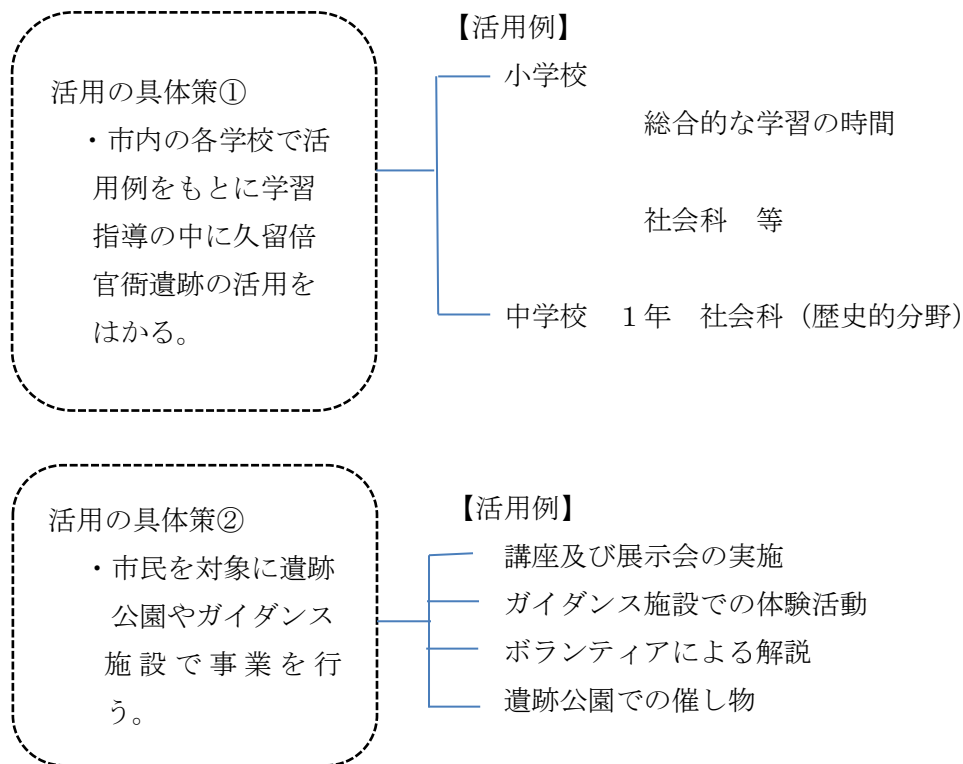 活用の具体策①
・市内の各学校で活
用例をもとに学習
指導の中に久留倍
官衙遺跡の活用を
はかる。
【活用例】
小学校
総合的な学習の時間
社会科　等
中学校　１年　社会科（歴史的分野）
活用の具体策②
・市民を対象に遺跡
公園やガイダンス
施設で事業を行
う。
【活用例】
講座及び展示会の実施
ガイダンス施設での体験活動
ボランティアによる解説
遺跡公園での催し物